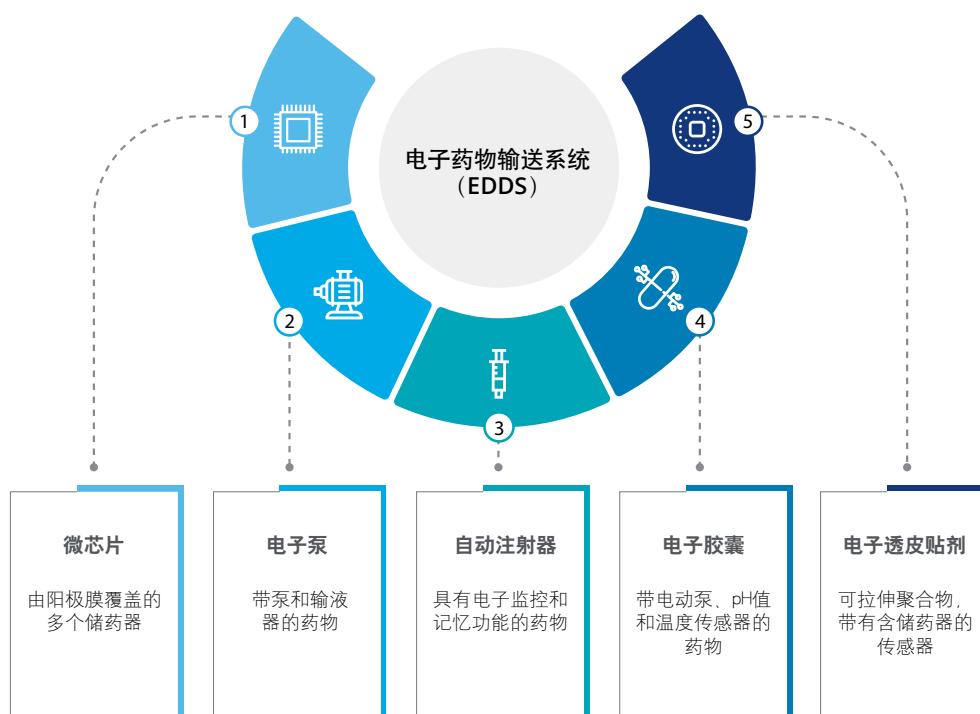 电子药物输送系统
（EDDS）
1
2
3
4
5
微芯片
由阳极膜覆盖的
多个储药器
电子泵
带泵和输液
器的药物
自动注射器
具有电子监控和
记忆功能的药物
电子胶囊
带电动泵、pH值
和温度传感器的
药物
电子透皮贴剂
可拉伸聚合物，
带有含储药器的
传感器